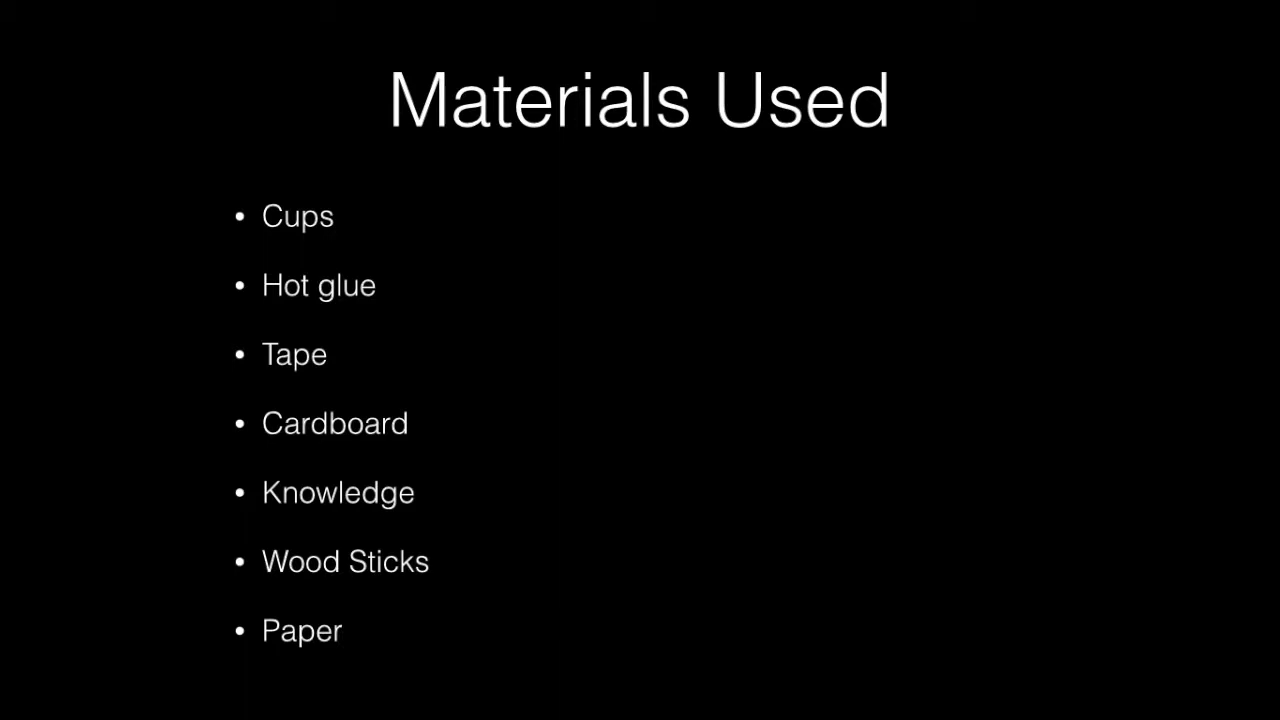 Materials Used
• Cups
• Hot glue
• Tape
• Cardboard
• Knowledge
• Wood Sticks
• Paper